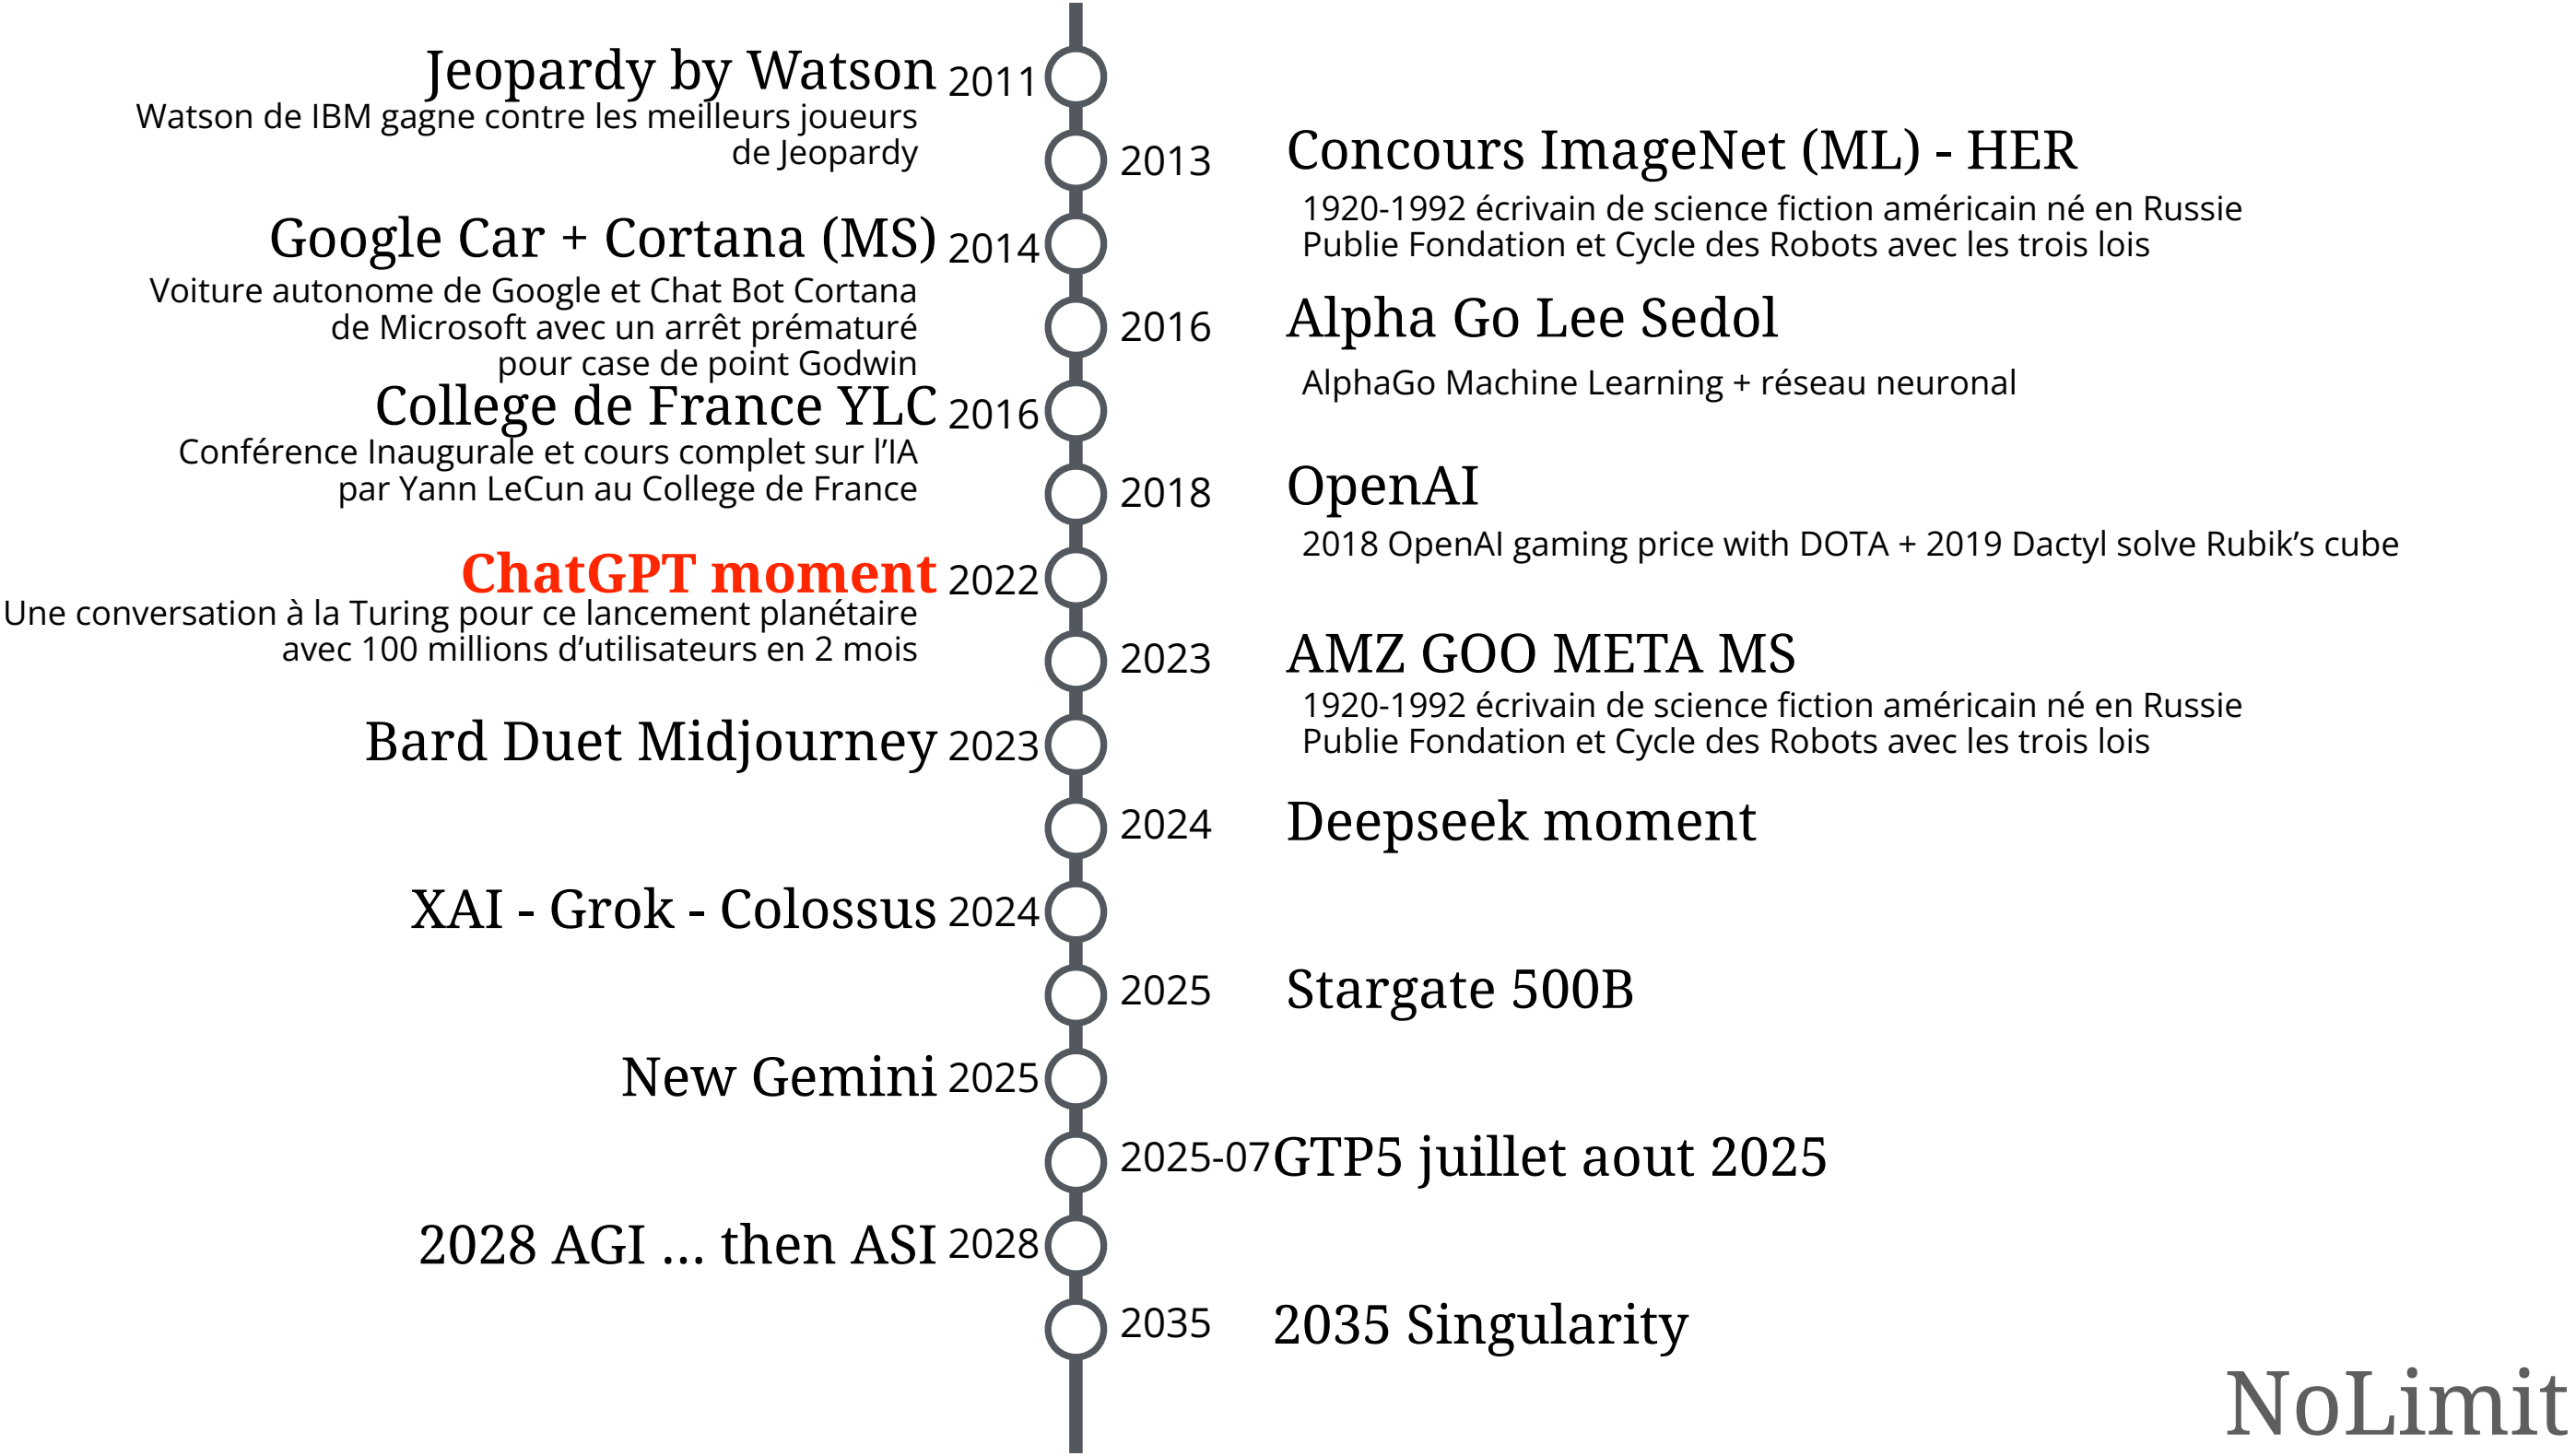 Jeopardy by Watson 2011
Watson de IBM gagne contre les meilleurs joueurs
de Jeopardy
2013 Concours ImageNet (ML) - HER
1920-1992 écrivain de science fiction américain né en Russie
Publie Fondation et Cycle des Robots avec les trois lois
Google Car + Cortana (MS) 2014
Voiture autonome de Google et Chat Bot Cortana
de Microsoft avec un arrêt prématuré
pour case de point Godwin
2016 Alpha Go Lee Sedol
AlphaGo Machine Learning + réseau neuronal
College de France YLC 2016
Conférence Inaugurale et cours complet sur l’IA
par Yann LeCun au College de France
2018 OpenAI
2018 OpenAI gaming price with DOTA + 2019 Dactyl solve Rubik’s cube
ChatGPT moment 2022
Une conversation à la Turing pour ce lancement planétaire
avec 100 millions d’utilisateurs en 2 mois
2023 AMZ GOO META MS
1920-1992 écrivain de science fiction américain né en Russie
Publie Fondation et Cycle des Robots avec les trois lois
Bard Duet Midjourney 2023
2024 Deepseek moment
XAI - Grok - Colossus 2024
2025 Stargate 500B
New Gemini 2025
2025-07 GTP5 juillet aout 2025
2028 AGI … then ASI 2028
2035 2035 Singularity
NoLimit